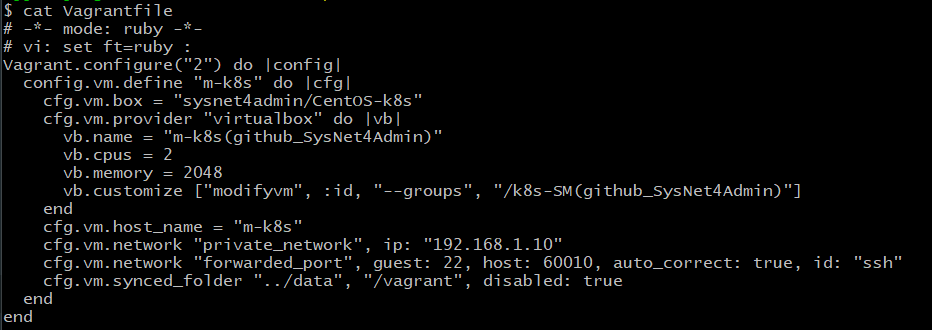 $ cat Vagrantfile
# -*- mode: ruby -*-
# vi: set ft=ruby :
Vagrant.configure("2") do |config|
  config.vm.define "m-k8s" do |cfg|
    cfg.vm.box = "sysnet4admin/CentOS-k8s"
    cfg.vm.provider "virtualbox" do |vb|
      vb.name = "m-k8s(github_SysNet4Admin)"
      vb.cpus = 2
      vb.memory = 2048
      vb.customize ["modifyvm", :id, "--groups", "/k8s-SM(github_SysNet4Admin)"]
    end
    cfg.vm.host_name = "m-k8s"
    cfg.vm.network "private_network", ip: "192.168.1.10"
    cfg.vm.network "forwarded_port", guest: 22, host: 60010, auto_correct: true, id: "ssh"
    cfg.vm.synced_folder "../data", "/vagrant", disabled: true
  end
end